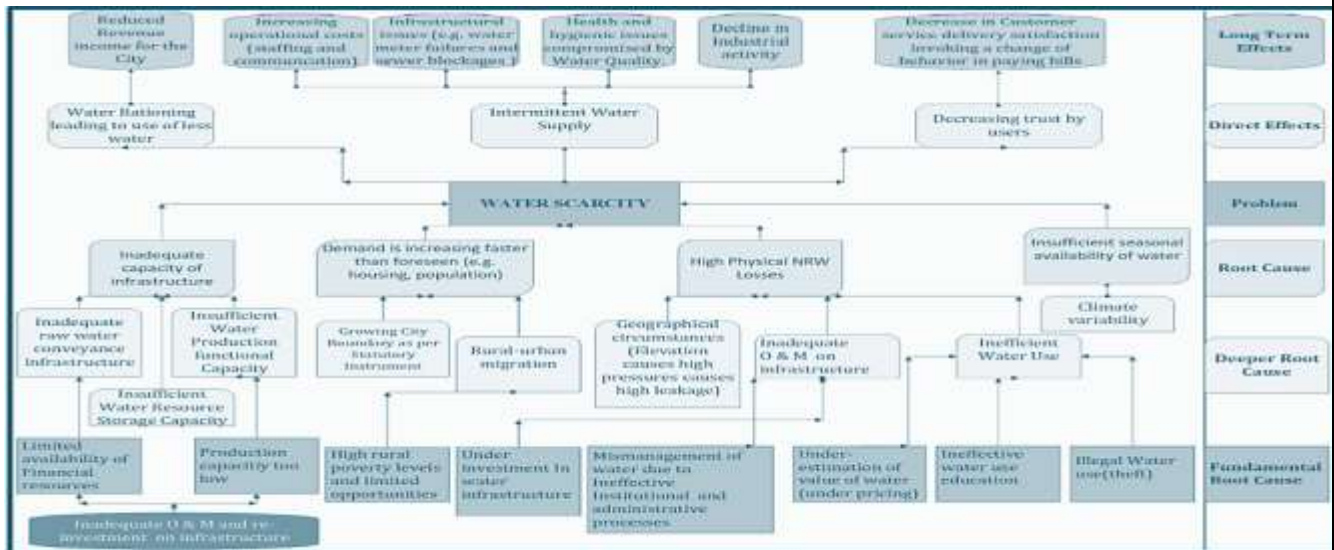 Reduced
Revenue
income for the
City
Increasing
operational costs
(staffing and
communcation)
Infrastructural
issues (e.g. water
meter failures and
sewer blockages )
Health and
hygienic issues
compromised by
Water Quality.
Decline in
Industrial
activity
Decrease in Customer
service delivery satisfaction
invoking a change of
behavior in paying bills
Long Term
Effects
Water Rationing
leading to use of less
water
Intermittent Water
Supply
Decreasing trust by
users
Direct Effects
WATER SCARCITY
Problem
Inadequate
capacity of
infrastructure
Demand is increasing faster
than foreseen (e.g.
housing, population)
High Physical NRW
Losses
Insufficient seasonal
availability of water
Root Cause
Inadequate
raw water
conveyance
Infrastructure
Insufficient
Water
Production
functional
Capacity
Growing City
Boundary as per
Statutory
Instrument
Rural-urban
migration
Geographical
circumstances
(Elevation
causes high
pressures causes
high leakage)
Inadequate
O & M on
infrastructure
Inefficient
Water Use
Climate
variability
Deeper Root
Cause
Insufficient
Water Resource
Storage Capacity
Limited
availability of
Financial
resources
Production
capacity too
low
High rural
poverty levels
and limited
opportunities
Under
investment in
water
infrastructure
Mismanagement of
water due to
Ineffective
Institutional and
administrative
processes
Under-
estimation of
value of water
(under pricing)
Ineffective
water use
education
Illegal Water
use(theft)
Fundamental
Root Cause
Inadequate O & M and re-
investment on infrastructure